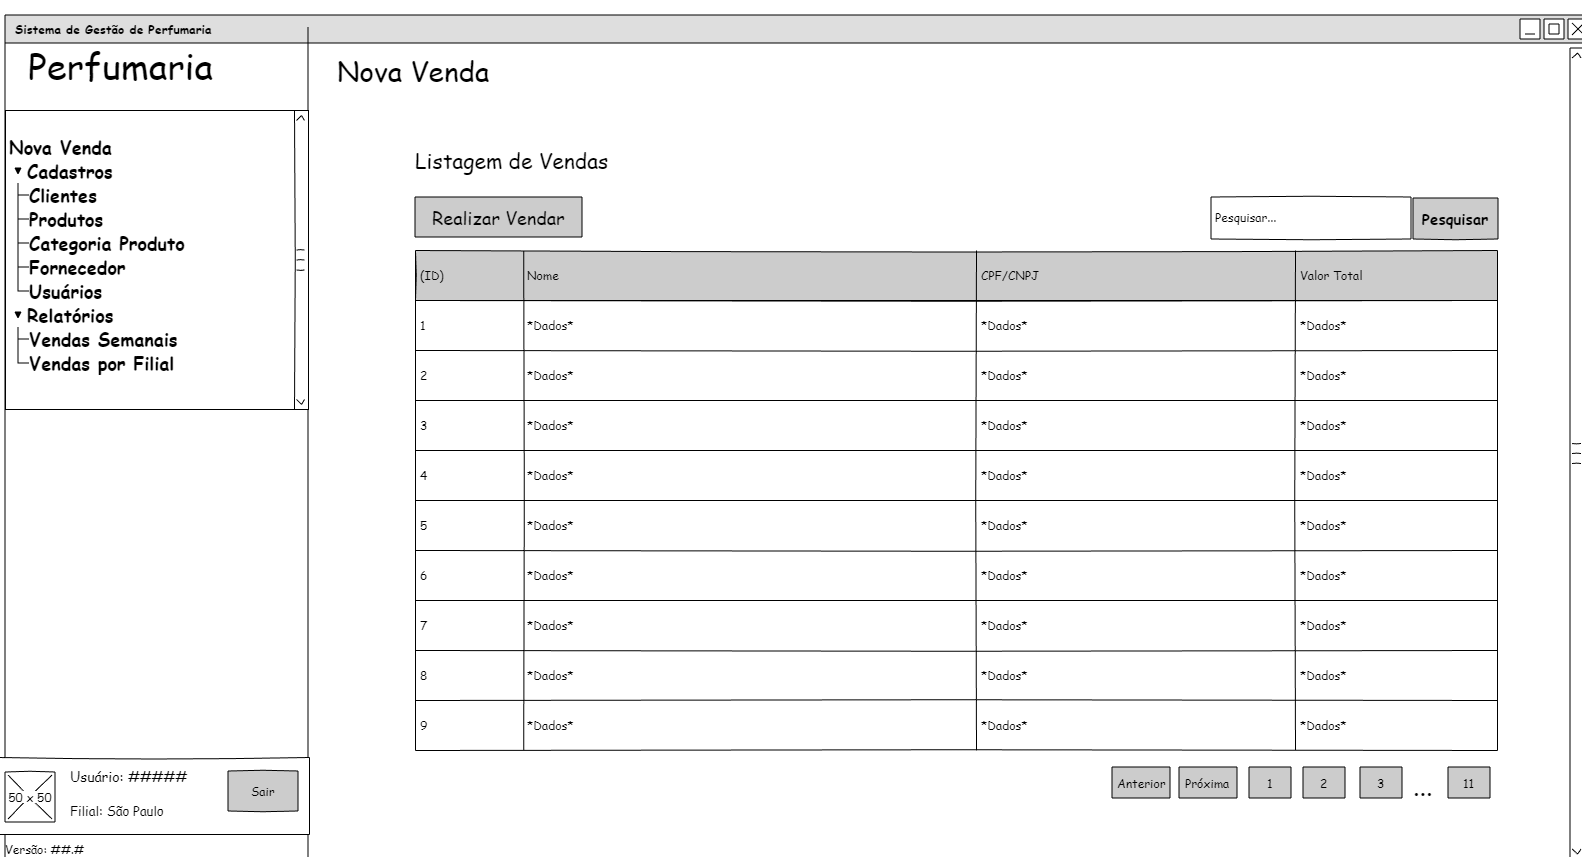 Sistema de Gestão de Perfumaria
Perfumaria
Nova Venda
Cadastros
Clientes
Produtos
Categoria Produto
Fornecedor
Usuários
Relatórios
Vendas Semanais
Vendas por Filial
50 x 50
Usuário: #####
Filial: São Paulo
Sair
Versão: ##.#
Nova Venda
Listagem de Vendas
Realizar Vendar
Pesquisar...
Pesquisar
(ID) Nome CPF/CNPJ Valor Total
1 *Dados* *Dados* *Dados*
2 *Dados* *Dados* *Dados*
3 *Dados* *Dados* *Dados*
4 *Dados* *Dados* *Dados*
5 *Dados* *Dados* *Dados*
6 *Dados* *Dados* *Dados*
7 *Dados* *Dados* *Dados*
8 *Dados* *Dados* *Dados*
9 *Dados* *Dados* *Dados*
Anterior Próxima 1 2 3 ... 11